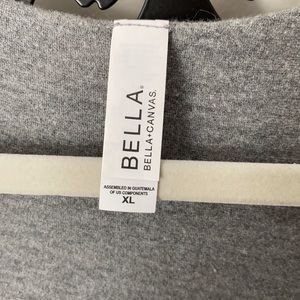 BELLA.
BELLA+CANVAS.
ASSEMBLED IN GUATEMALA
OF US COMPONENTS
XL